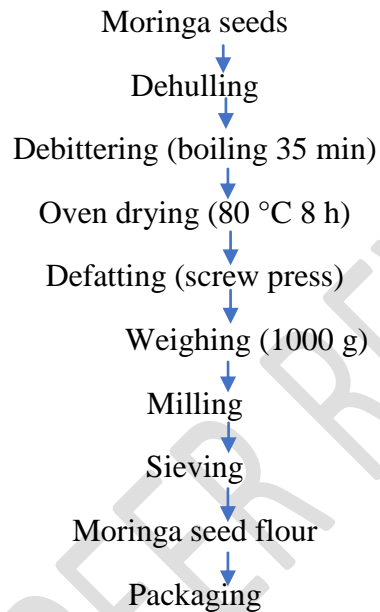 Moringa seeds
Dehulling
Debittering (boiling 35 min)
Oven drying (80 °C 8 h)
Defatting (screw press)
Weighing (1000 g)
Milling
Sieving
Moringa seed flour
Packaging